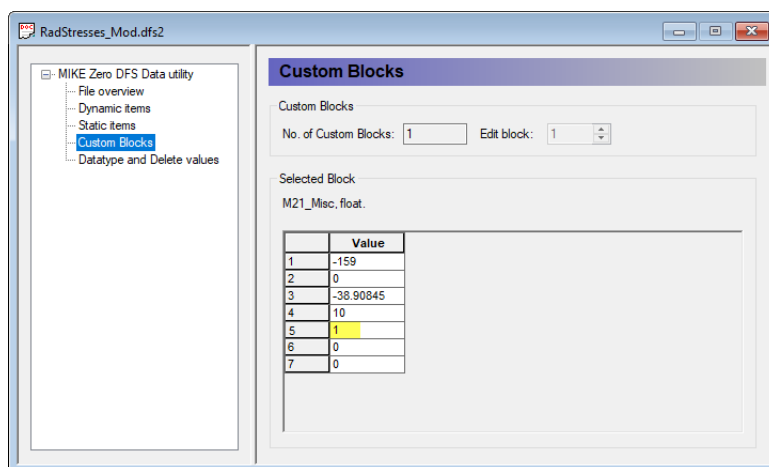 RadStresses_Mod.dfs2
MIKE Zero DFS Data utility
File overview
Dynamic items
Static items
Custom Blocks
Datatype and Delete values
Custom Blocks
Custom Blocks
No. of Custom Blocks: 1 Edit block: 1
Selected Block
M21_Misc, float.
Value
1 -159
2 0
3 -38.90845
4 10
5 1
6 0
7 0